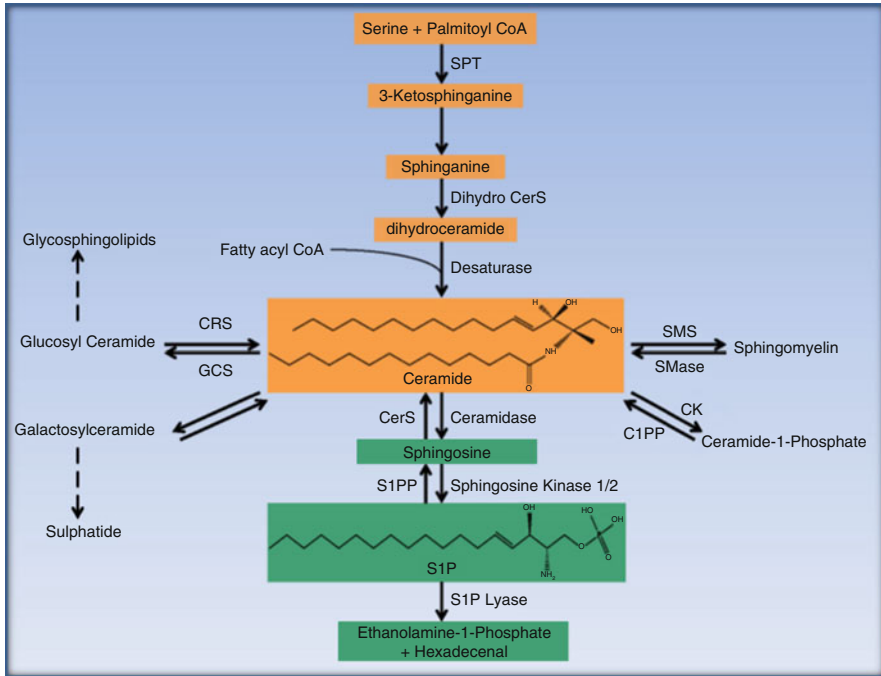 Serine + Palmitoyl CoA
SPT
3-Ketosphinganine
Sphinganine
Dihydro CerS
dihydroceramide
Glycosphingolipids
Fatty acyl CoA
Desaturase
H
OH
OH
CRS
SMS
Glucosyl Ceramide
NH
Sphingomyelin
GCS
SMase
Ceramide
O
CerS
Ceramidase
CK
Galactosylceramide
C1PP
Ceramide-1-Phosphate
Sphingosine
S1PP
Sphingosine Kinase 1/2
OH
HO
OH
Sulphatide
O
P
O
S1P
NH2
S1P Lyase
Ethanolamine-1-Phosphate
+ Hexadecenal